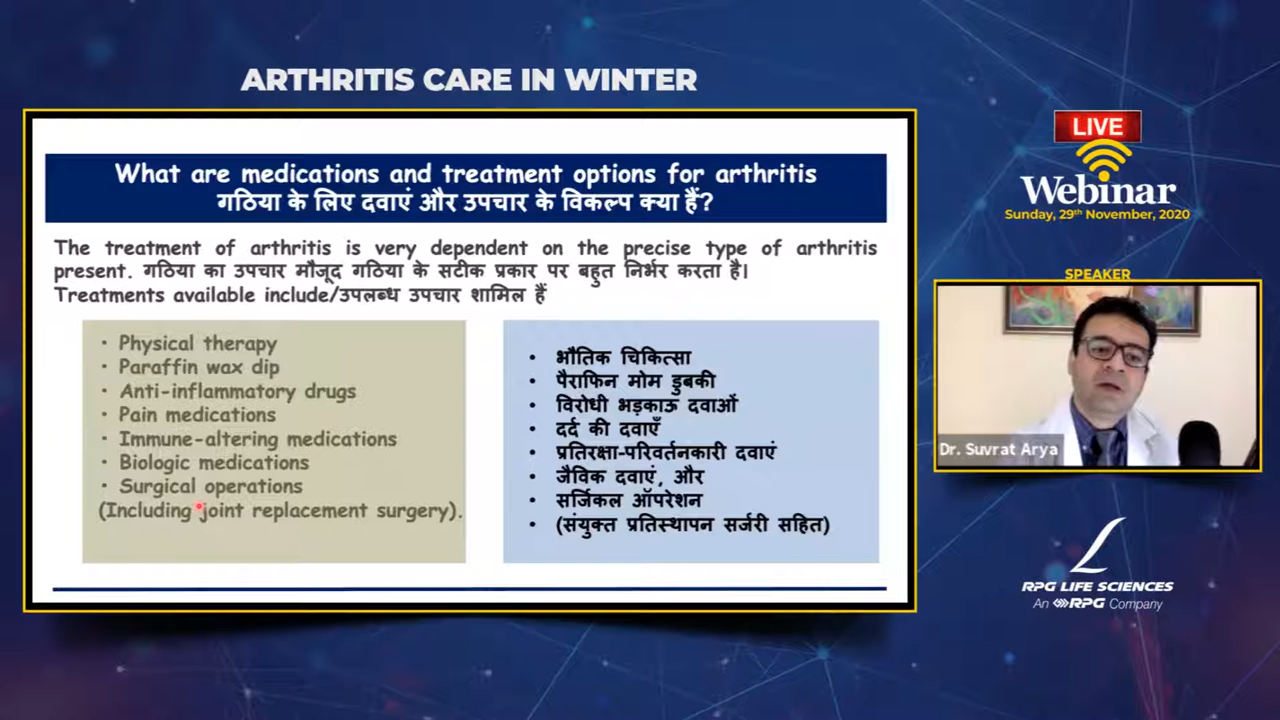 ARTHRITIS CARE IN WINTER
What are medications and treatment options for arthritis
गठिया के लिए दवाएं और उपचार के विकल्प क्या हैं?
The treatment of arthritis is very dependent on the precise type of arthritis
present. गठिया का उपचार मौजूद गठिया के सटीक प्रकार पर बहुत निर्भर करता है।
Treatments available include/उपलब्ध उपचार शामिल हैं
• Physical therapy
• Paraffin wax dip
• Anti-inflammatory drugs
• Pain medications
• Immune-altering medications
• Biologic medications
• Surgical operations
(Including joint replacement surgery).
• भौतिक चिकित्सा
• पैराफिन मोम डुबकी
• विरोधी भड़काऊ दवाओं
• दर्द की दवाएँ
• प्रतिरक्षा-परिवर्तनकारी दवाएं
• जैविक दवाएं, और
• सर्जिकल ऑपरेशन
• (संयुक्त प्रतिस्थापन सर्जरी सहित)
LIVE
Webinar
Sunday, 29th November, 2020
SPEAKER
Dr. Suvrat Arya
RPG LIFE SCIENCES
An RPG Company